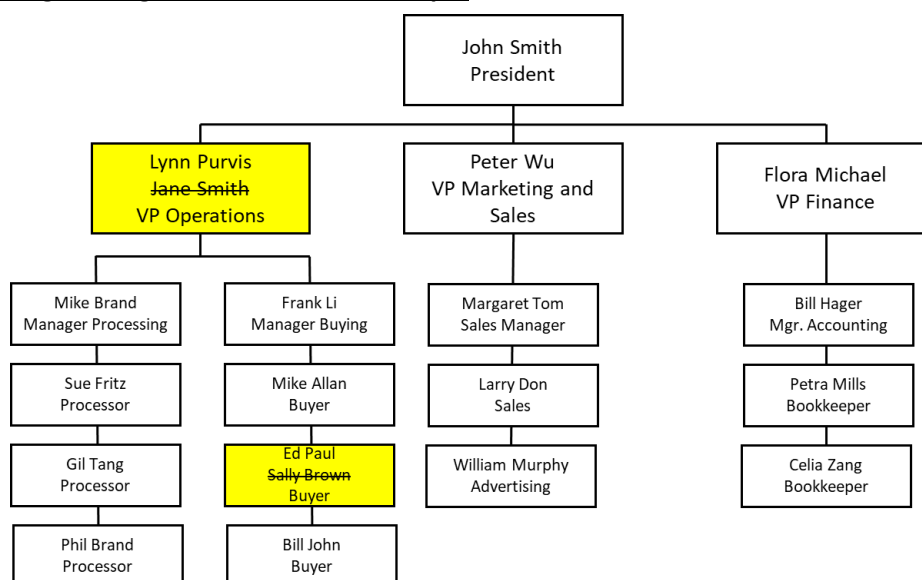 John Smith
President
Lynn Purvis
Jane Smith
VP Operations
Peter Wu
VP Marketing and
Sales
Flora Michael
VP Finance
Mike Brand
Manager Processing
Frank Li
Manager Buying
Margaret Tom
Sales Manager
Bill Hager
Mgr. Accounting
Sue Fritz
Processor
Mike Allan
Buyer
Larry Don
Sales
Petra Mills
Bookkeeper
Gil Tang
Processor
Ed Paul
Sally Brown
Buyer
William Murphy
Advertising
Celia Zang
Bookkeeper
Phil Brand
Processor
Bill John
Buyer